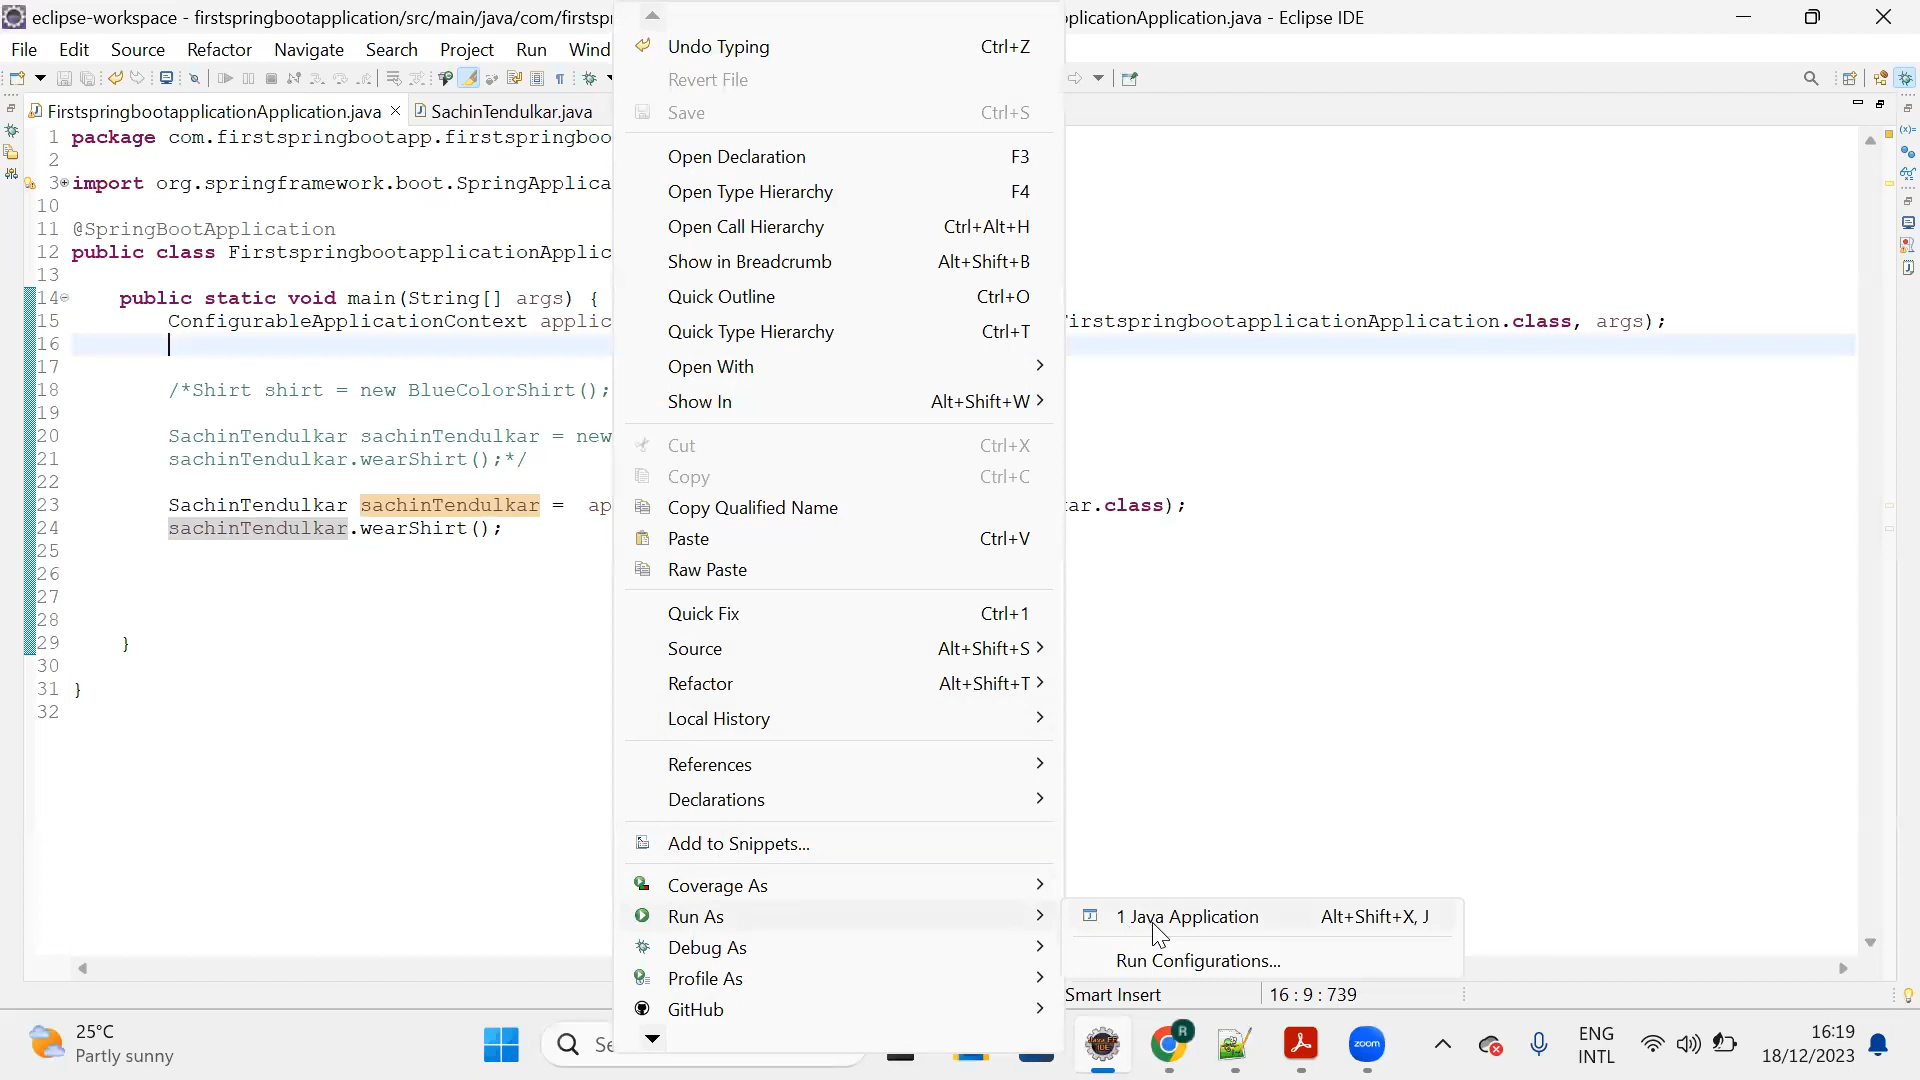 eclipse-workspace - firstspringbootapplication/src/main/java/com/firstsp
plicationApplication.java - Eclipse IDE
File Edit Source Refactor Navigate Search Project Run Wind
FirstspringbootapplicationApplication.java
SachinTendulkar.java
1 package com.firstspringbootapp.firstspringboo
2
3 import org.springframework.boot.SpringApplica
10
11 @SpringBootApplication
12 public class FirstspringbootapplicationApplic
13
14 public static void main(String[] args) {
15 ConfigurableApplicationContext applic irstspringbootapplicationApplication.class, args);
16
17
18 /*Shirt shirt = new BlueColorShirt();
19
20 SachinTendulkar sachinTendulkar = new
21 sachinTendulkar.wearShirt();*/
22
23 SachinTendulkar sachinTendulkar = ap ar.class);
24 sachinTendulkar.wearShirt();
25
26
27
28
29 }
30
31 }
32
Undo Typing Ctrl+Z
Revert File
Save Ctrl+S
Open Declaration F3
Open Type Hierarchy F4
Open Call Hierarchy Ctrl+Alt+H
Show in Breadcrumb Alt+Shift+B
Quick Outline Ctrl+O
Quick Type Hierarchy Ctrl+T
Open With
Show In Alt+Shift+W
Cut Ctrl+X
Copy Ctrl+C
Copy Qualified Name
Paste Ctrl+V
Raw Paste
Quick Fix Ctrl+1
Source Alt+Shift+S
Refactor Alt+Shift+T
Local History
References
Declarations
Add to Snippets...
Coverage As
Run As
Debug As
Profile As
GitHub
1 Java Application Alt+Shift+X, J
Run Configurations...
Smart Insert 16 : 9 : 739
25°C
Partly sunny
Se
R
zoom
ENG
INTL
16:19
18/12/2023